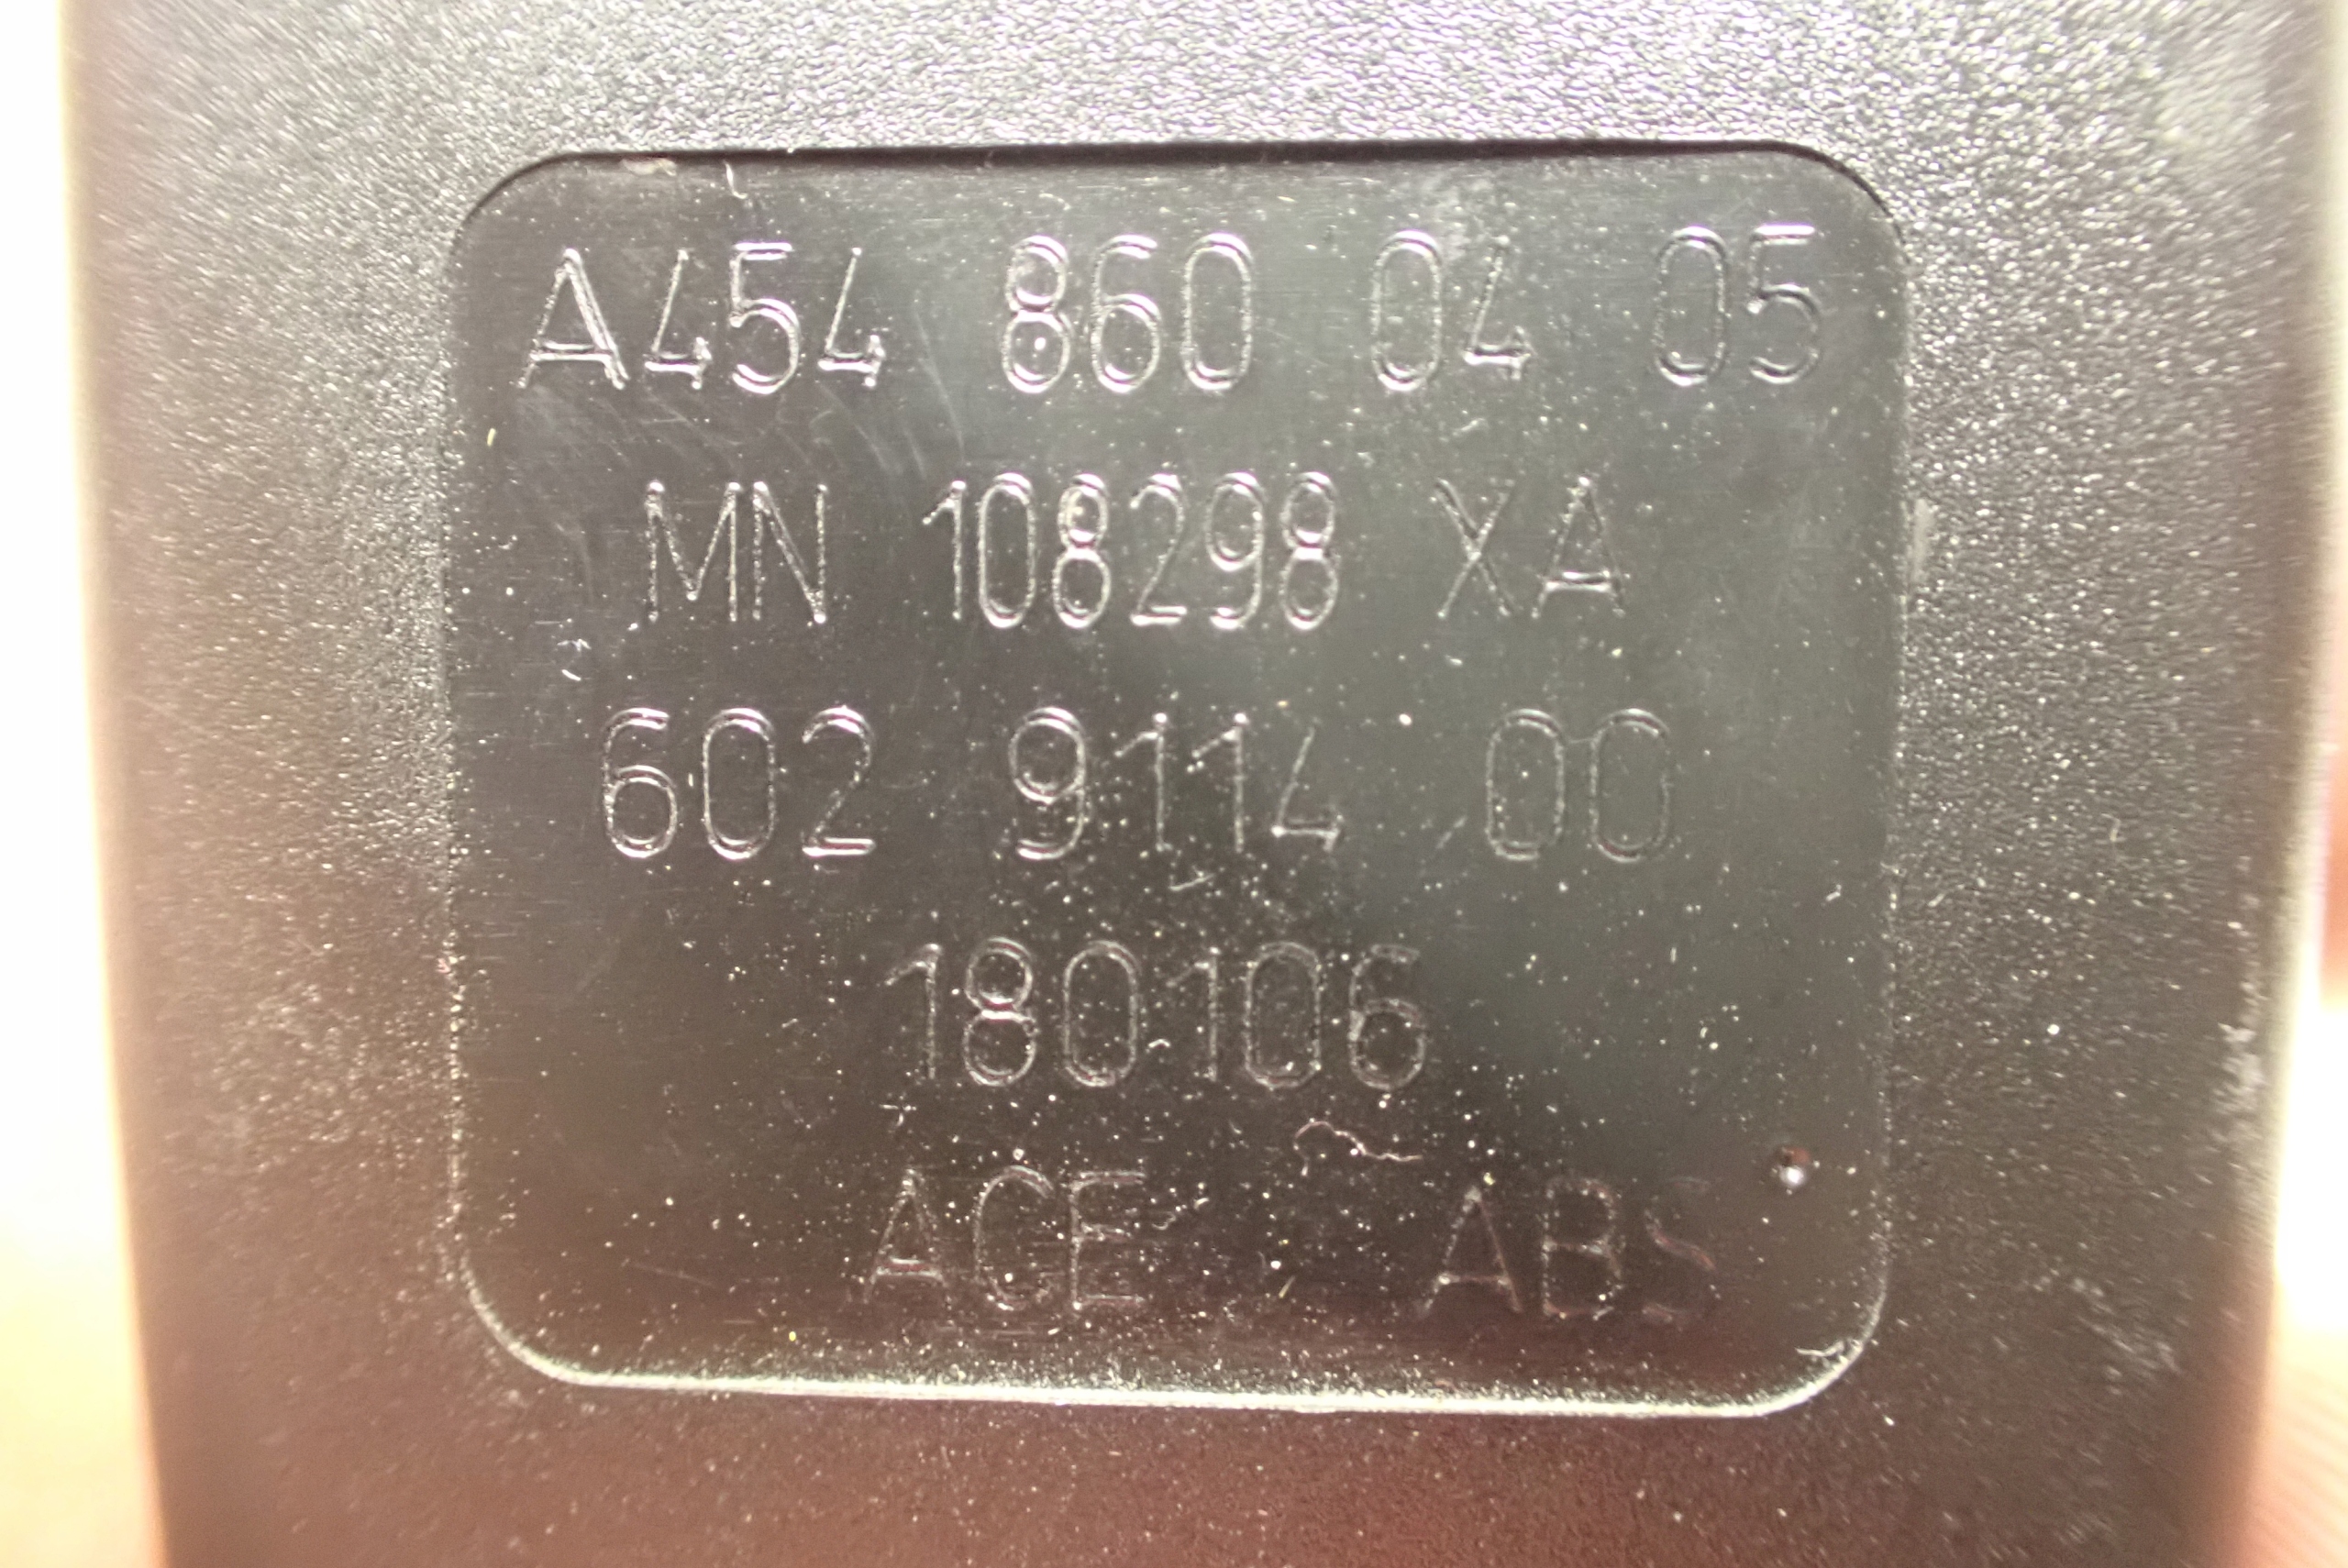 A454 860 04 05
MN 108298 XA
602 9114 00
180106
ACE ABS